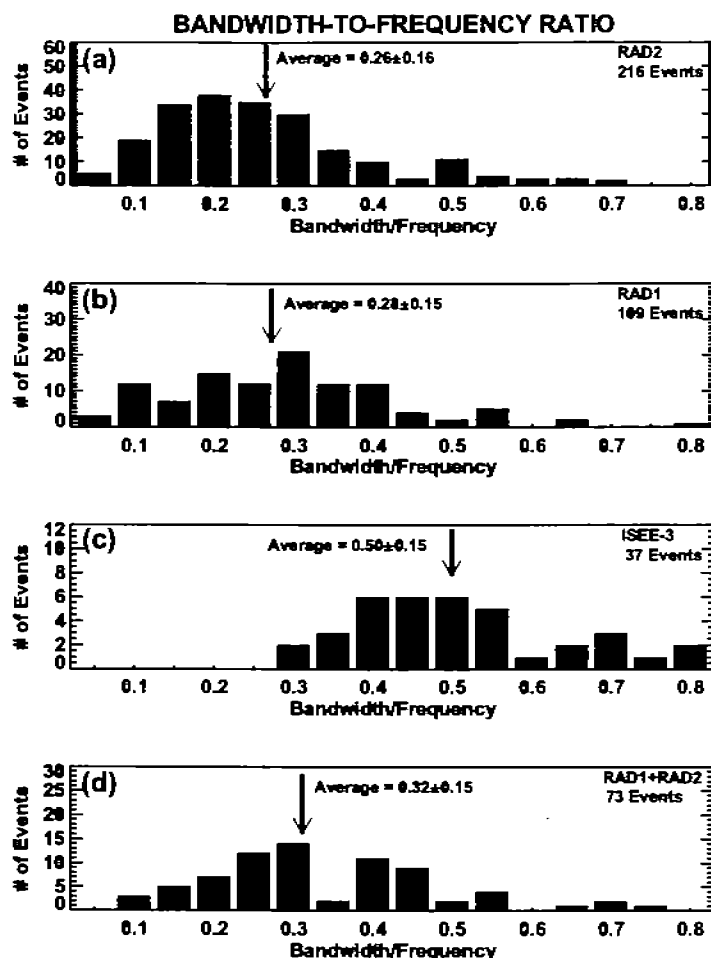 BANDWIDTH-TO-FREQUENCY RATIO
(a)
Average = 0.26±0.16
RAD2
216 Events
# of Events
60
50
40
30
20
10
0
0.1 0.2 0.3 0.4 0.5 0.6 0.7 0.8
Bandwidth/Frequency
(b)
Average = 0.28±0.15
RAD1
109 Events
# of Events
40
30
20
10
0
0.1 0.2 0.3 0.4 0.5 0.6 0.7 0.8
Bandwidth/Frequency
(c)
Average = 0.50±0.15
ISEE-3
37 Events
# of Events
12
10
8
6
4
2
0
0.1 0.2 0.3 0.4 0.5 0.6 0.7 0.8
Bandwidth/Frequency
(d)
Average = 0.32±0.15
RAD1+RAD2
73 Events
# of Events
30
25
20
15
10
5
0
0.1 0.2 0.3 0.4 0.5 0.6 0.7 0.8
Bandwidth/Frequency